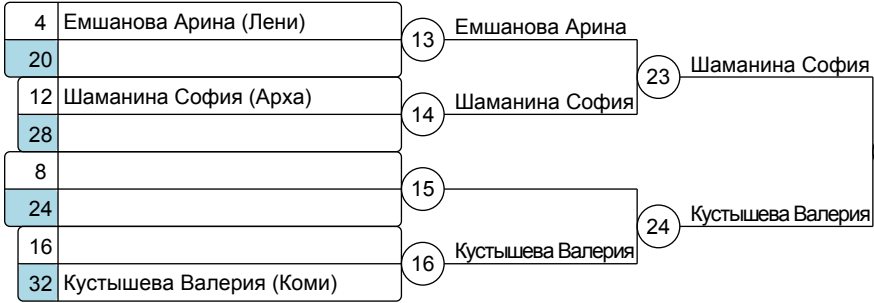 4 Емшанова Арина (Лени)
20
12 Шаманина София (Арха)
28
8
24
16
32 Кустышева Валерия (Коми)
13 Емшанова Арина
14 Шаманина София
15
16 Кустышева Валерия
23 Шаманина София
24 Кустышева Валерия